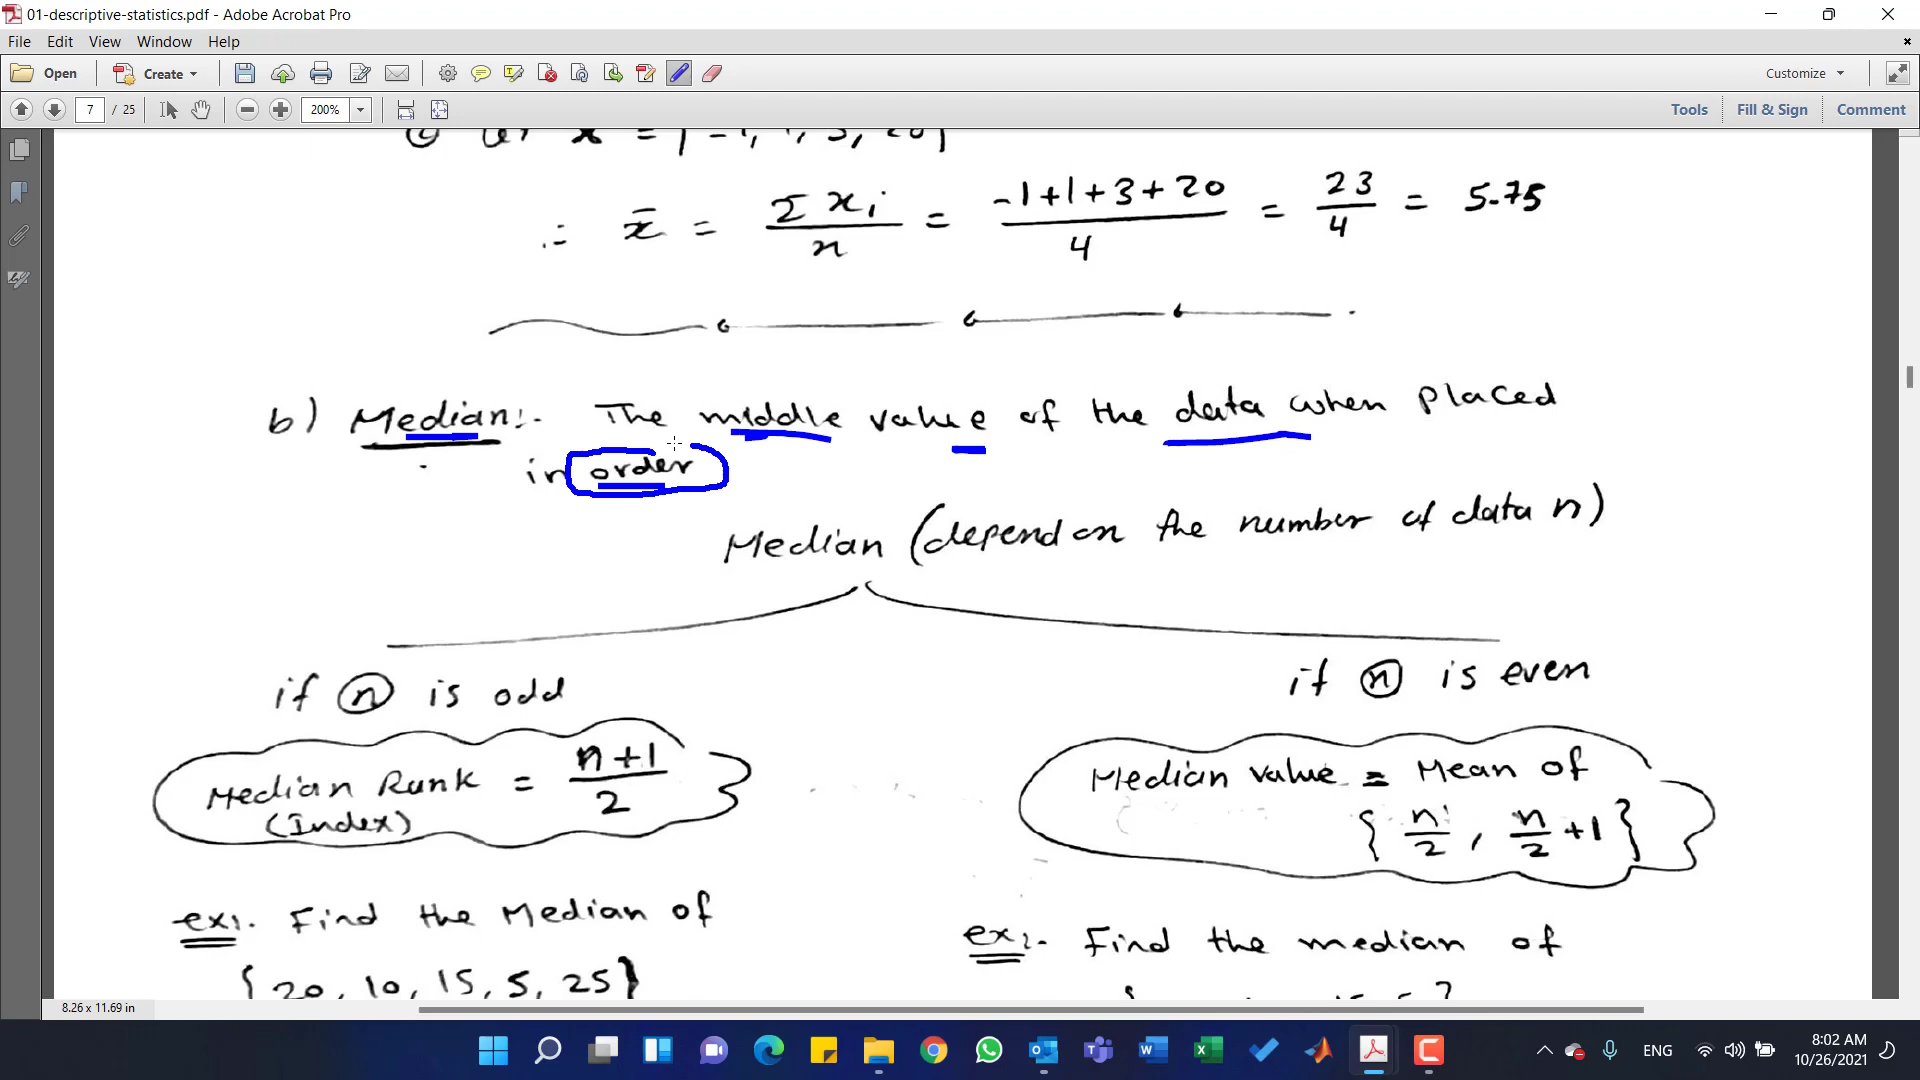 01-descriptive-statistics.pdf - Adobe Acrobat Pro
File Edit View Window Help
Open Create Customize
7 / 25 200% Tools Fill & Sign Comment
∴ x̄ = Σxi / n = -1+1+3+20 / 4 = 23 / 4 = 5.75
b) Median:. The middle value of the data when placed
in order
Median (depend on the number of data n)
if n is odd
if n is even
Median Rank = n+1 / 2
(Index)
Median value = Mean of
{ n/2 , n/2 +1 }
ex:. Find the Median of
{ 20, 10, 15, 5, 25 }
ex:. Find the median of
8.26 x 11.69 in
ENG
8:02 AM
10/26/2021